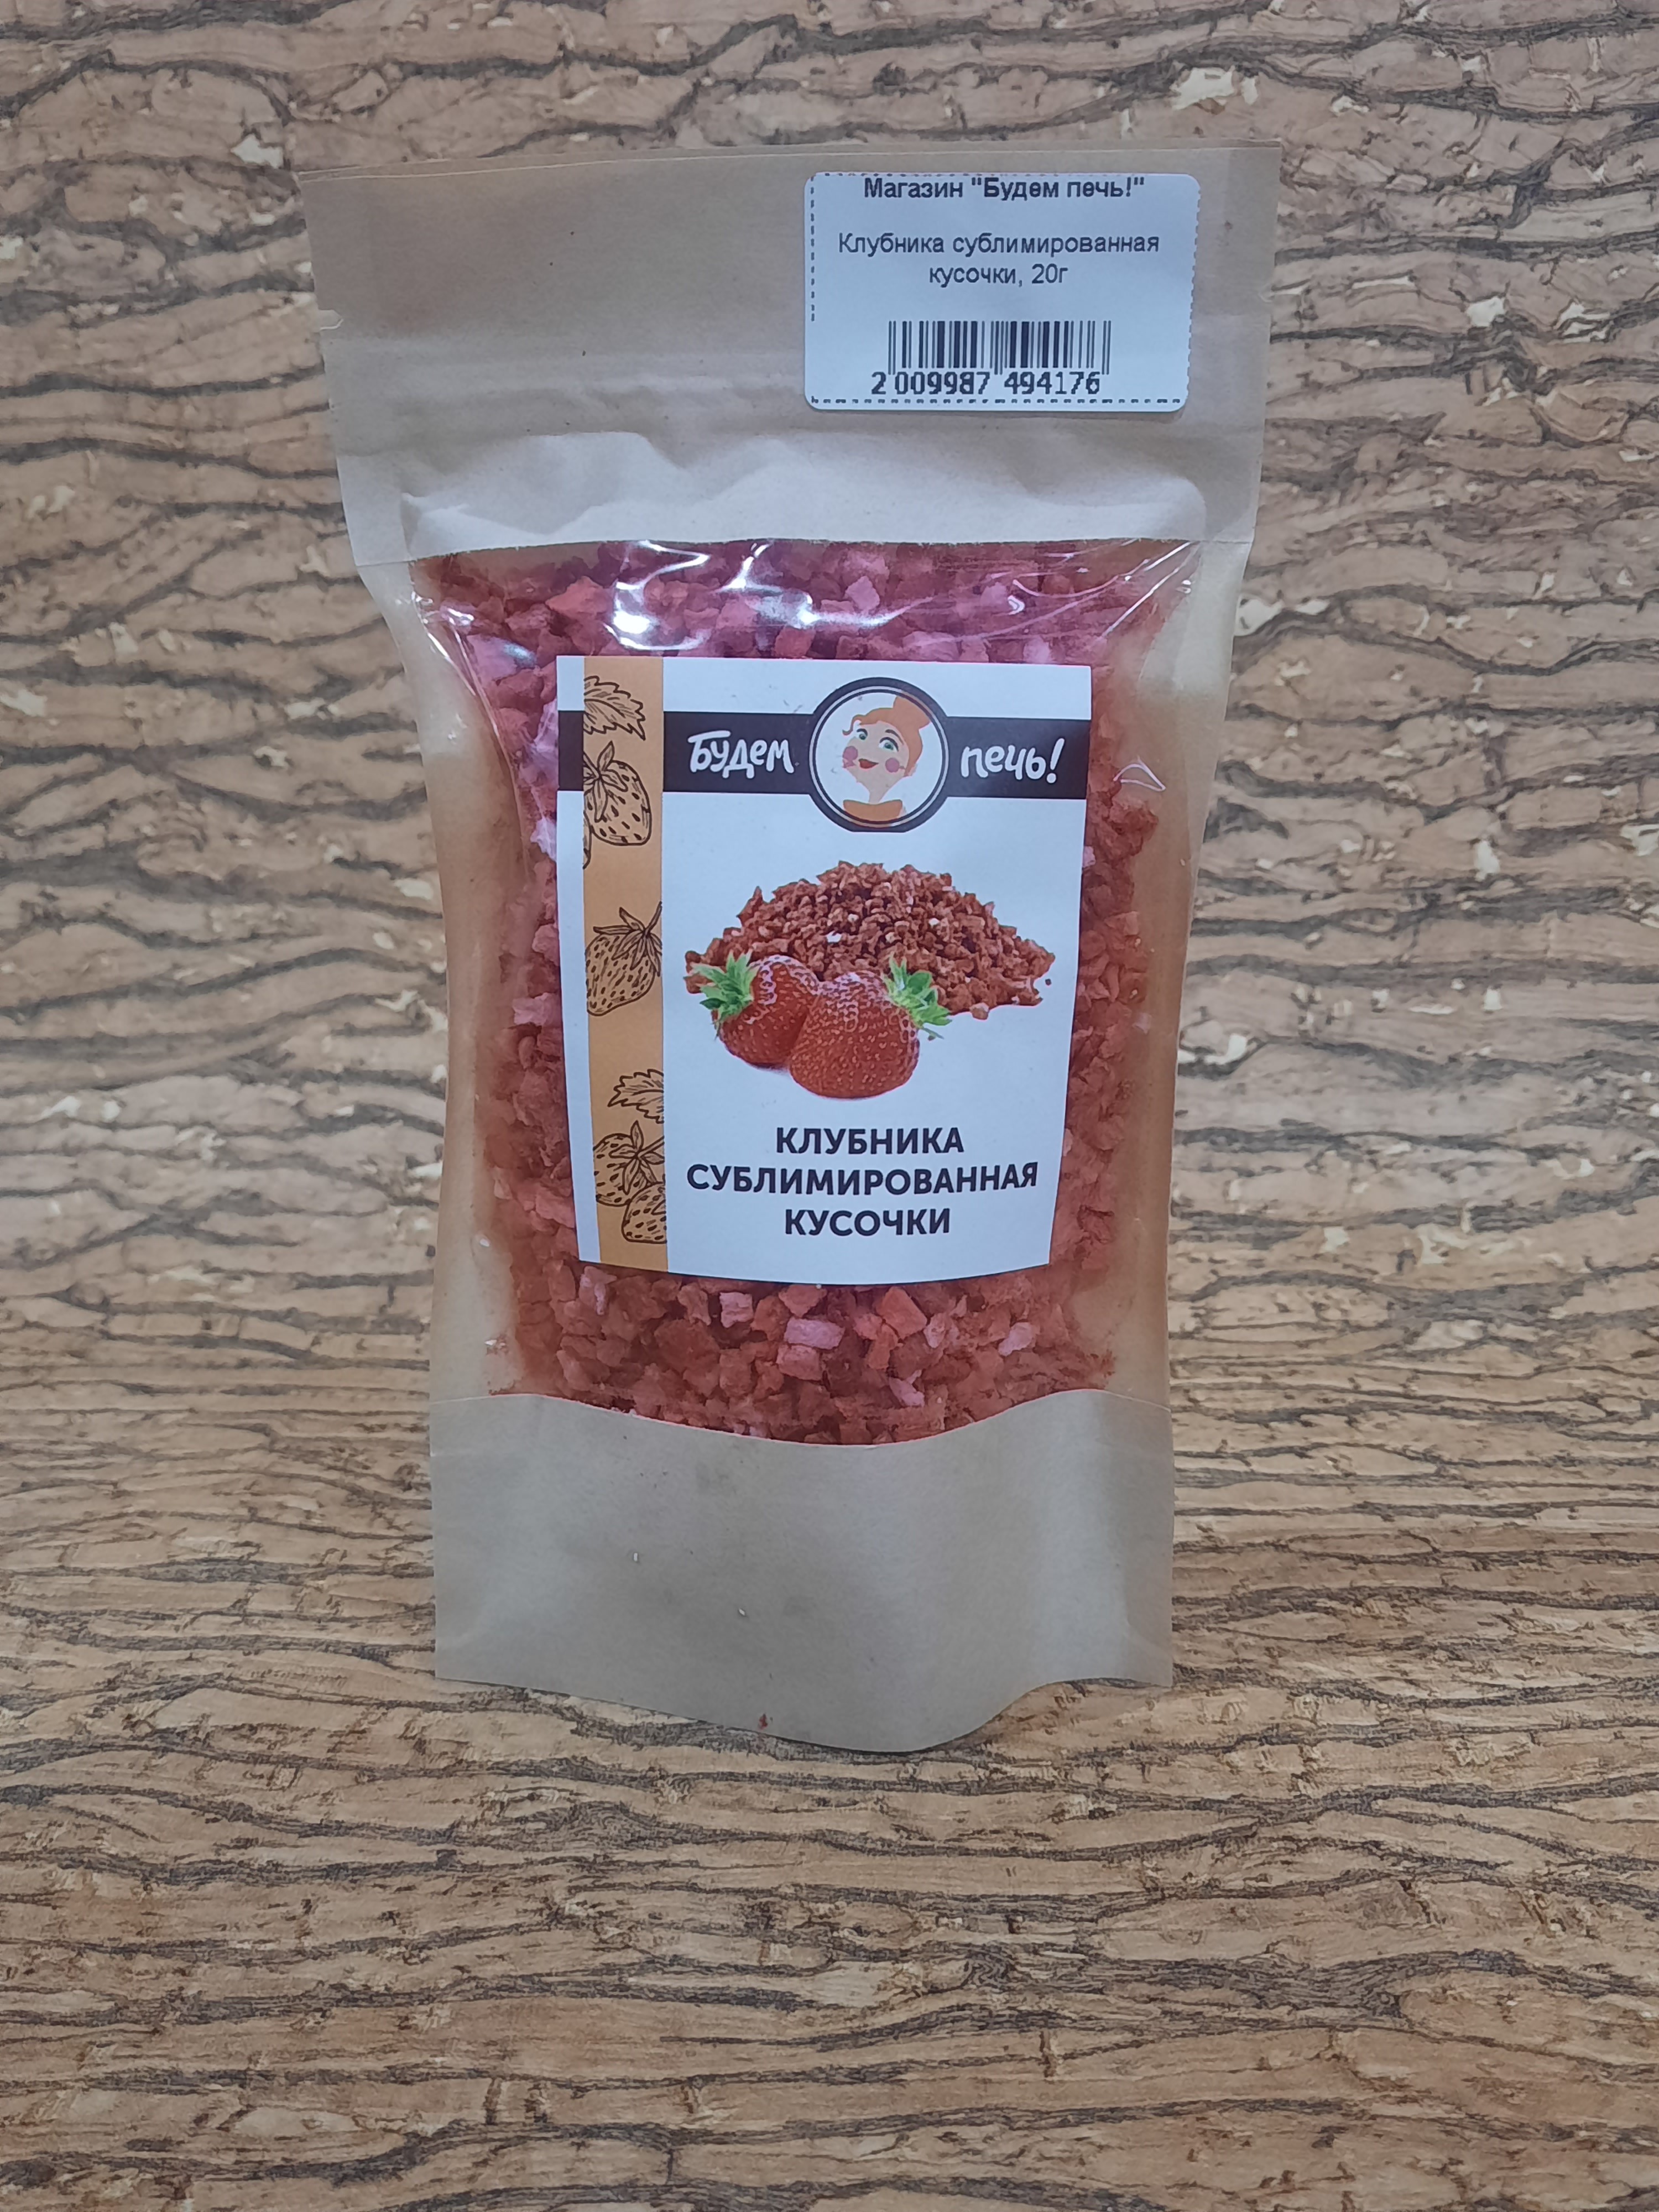 Магазин "Будем печь!"
Клубника сублимированная
кусочки, 20г
2 009987 494176
Будем печь!
КЛУБНИКА
СУБЛИМИРОВАННАЯ
КУСОЧКИ